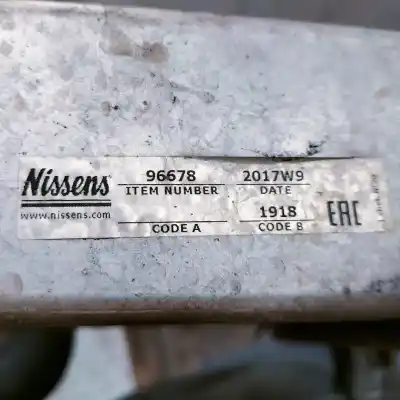 Nissens
www.nissens.com
96678
ITEM NUMBER
2017W9
DATE
CODE A
1918
CODE B
EAC